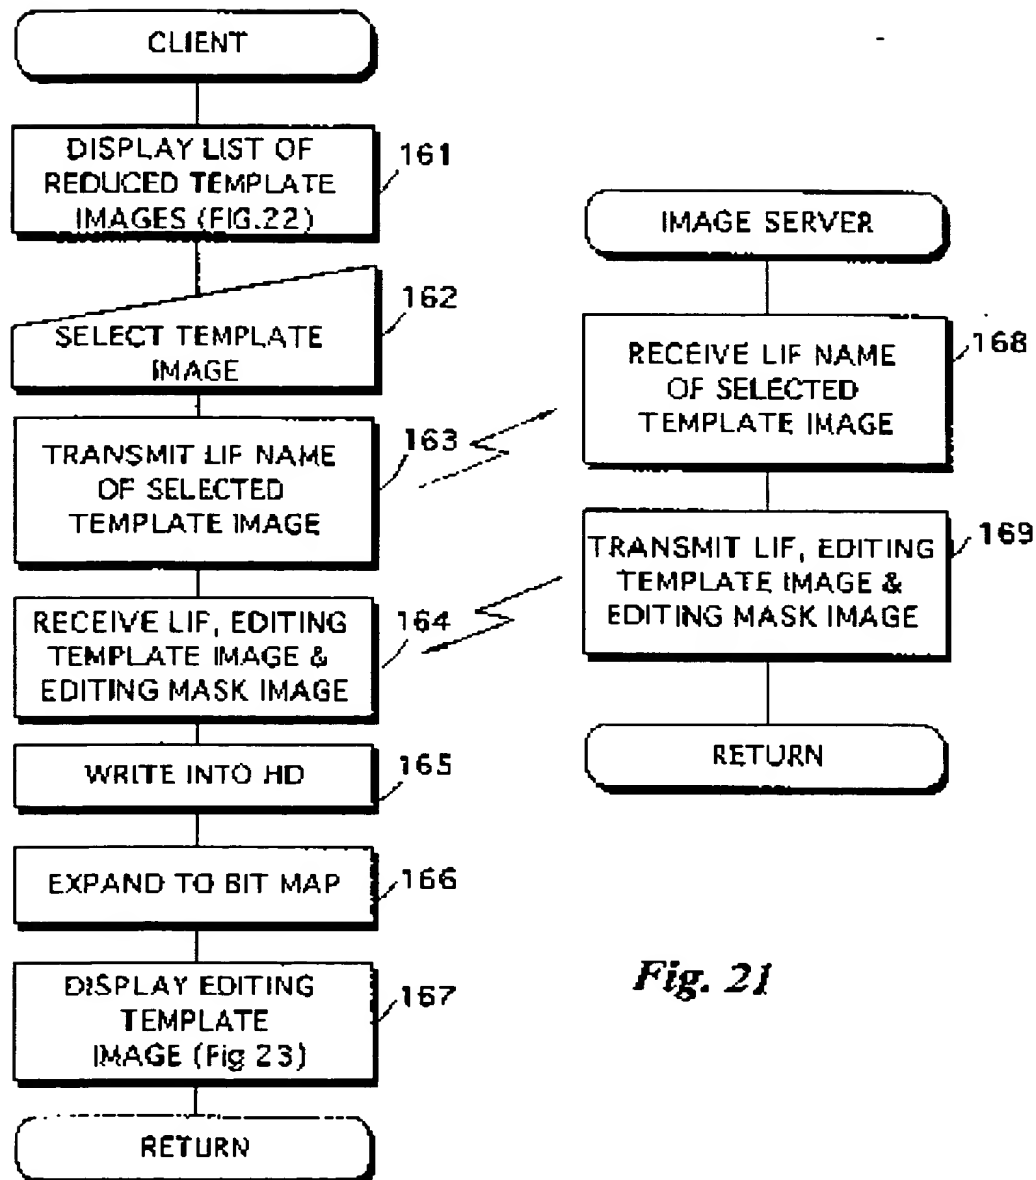 CLIENT
DISPLAY LIST OF
REDUCED TEMPLATE
IMAGES (FIG.22)
161
SELECT TEMPLATE
IMAGE
162
TRANSMIT LIF NAME
OF SELECTED
TEMPLATE IMAGE
163
RECEIVE LIF, EDITING
TEMPLATE IMAGE &
EDITING MASK IMAGE
164
WRITE INTO HD
165
EXPAND TO BIT MAP
166
DISPLAY EDITING
TEMPLATE
IMAGE (Fig 23)
167
RETURN
IMAGE SERVER
RECEIVE LIF NAME
OF SELECTED
TEMPLATE IMAGE
168
TRANSMIT LIF, EDITING
TEMPLATE IMAGE &
EDITING MASK IMAGE
169
RETURN
Fig. 21